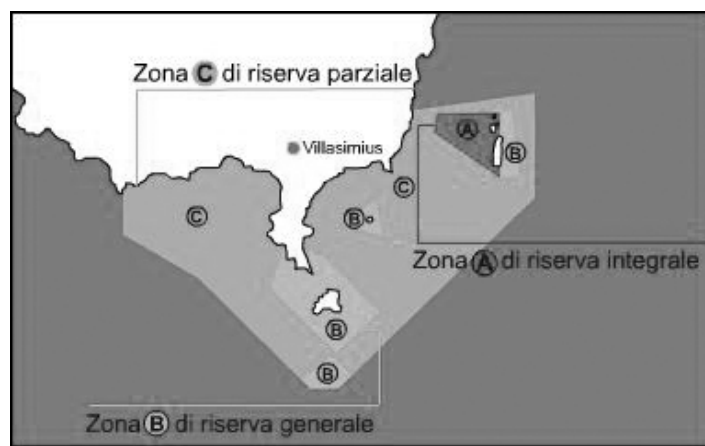 Zona C di riserva parziale
A
Villasimius
B
C
C
B
Zona A di riserva integrale
B
B
Zona B di riserva generale